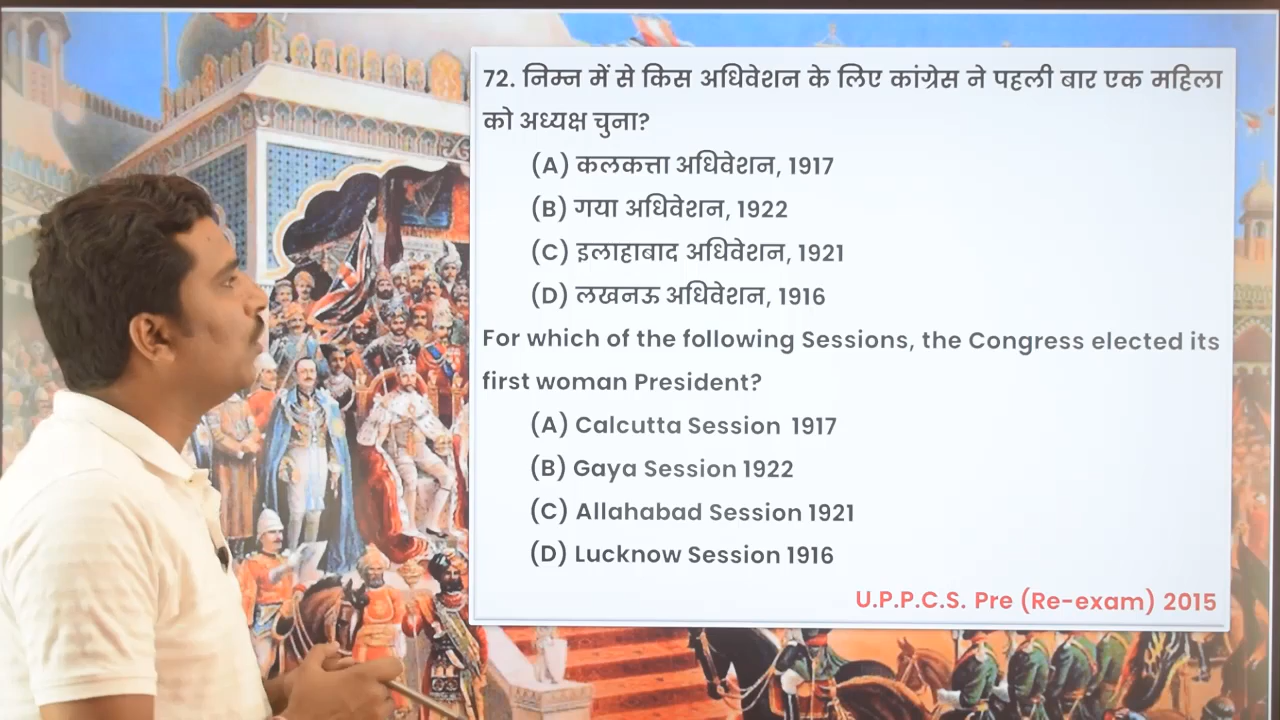 72. निम्न में से किस अधिवेशन के लिए कांग्रेस ने पहली बार एक महिला
को अध्यक्ष चुना?
(A) कलकत्ता अधिवेशन, 1917
(B) गया अधिवेशन, 1922
(C) इलाहाबाद अधिवेशन, 1921
(D) लखनऊ अधिवेशन, 1916
For which of the following Sessions, the Congress elected its
first woman President?
(A) Calcutta Session 1917
(B) Gaya Session 1922
(C) Allahabad Session 1921
(D) Lucknow Session 1916
U.P.P.C.S. Pre (Re-exam) 2015